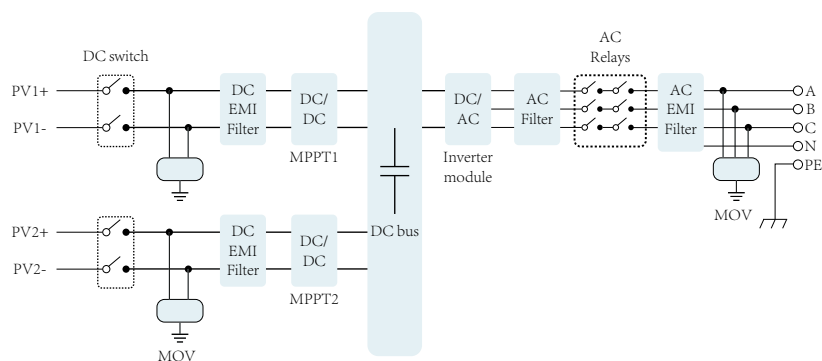 AC
Relays
DC switch
PV1+
PV1-
DC
EMI
Filter
DC/
DC
MPPT1
DC/
AC
Inverter
module
AC
Filter
AC
EMI
Filter
A
B
C
N
PE
MOV
PV2+
PV2-
DC
EMI
Filter
DC/
DC
MPPT2
DC bus
MOV